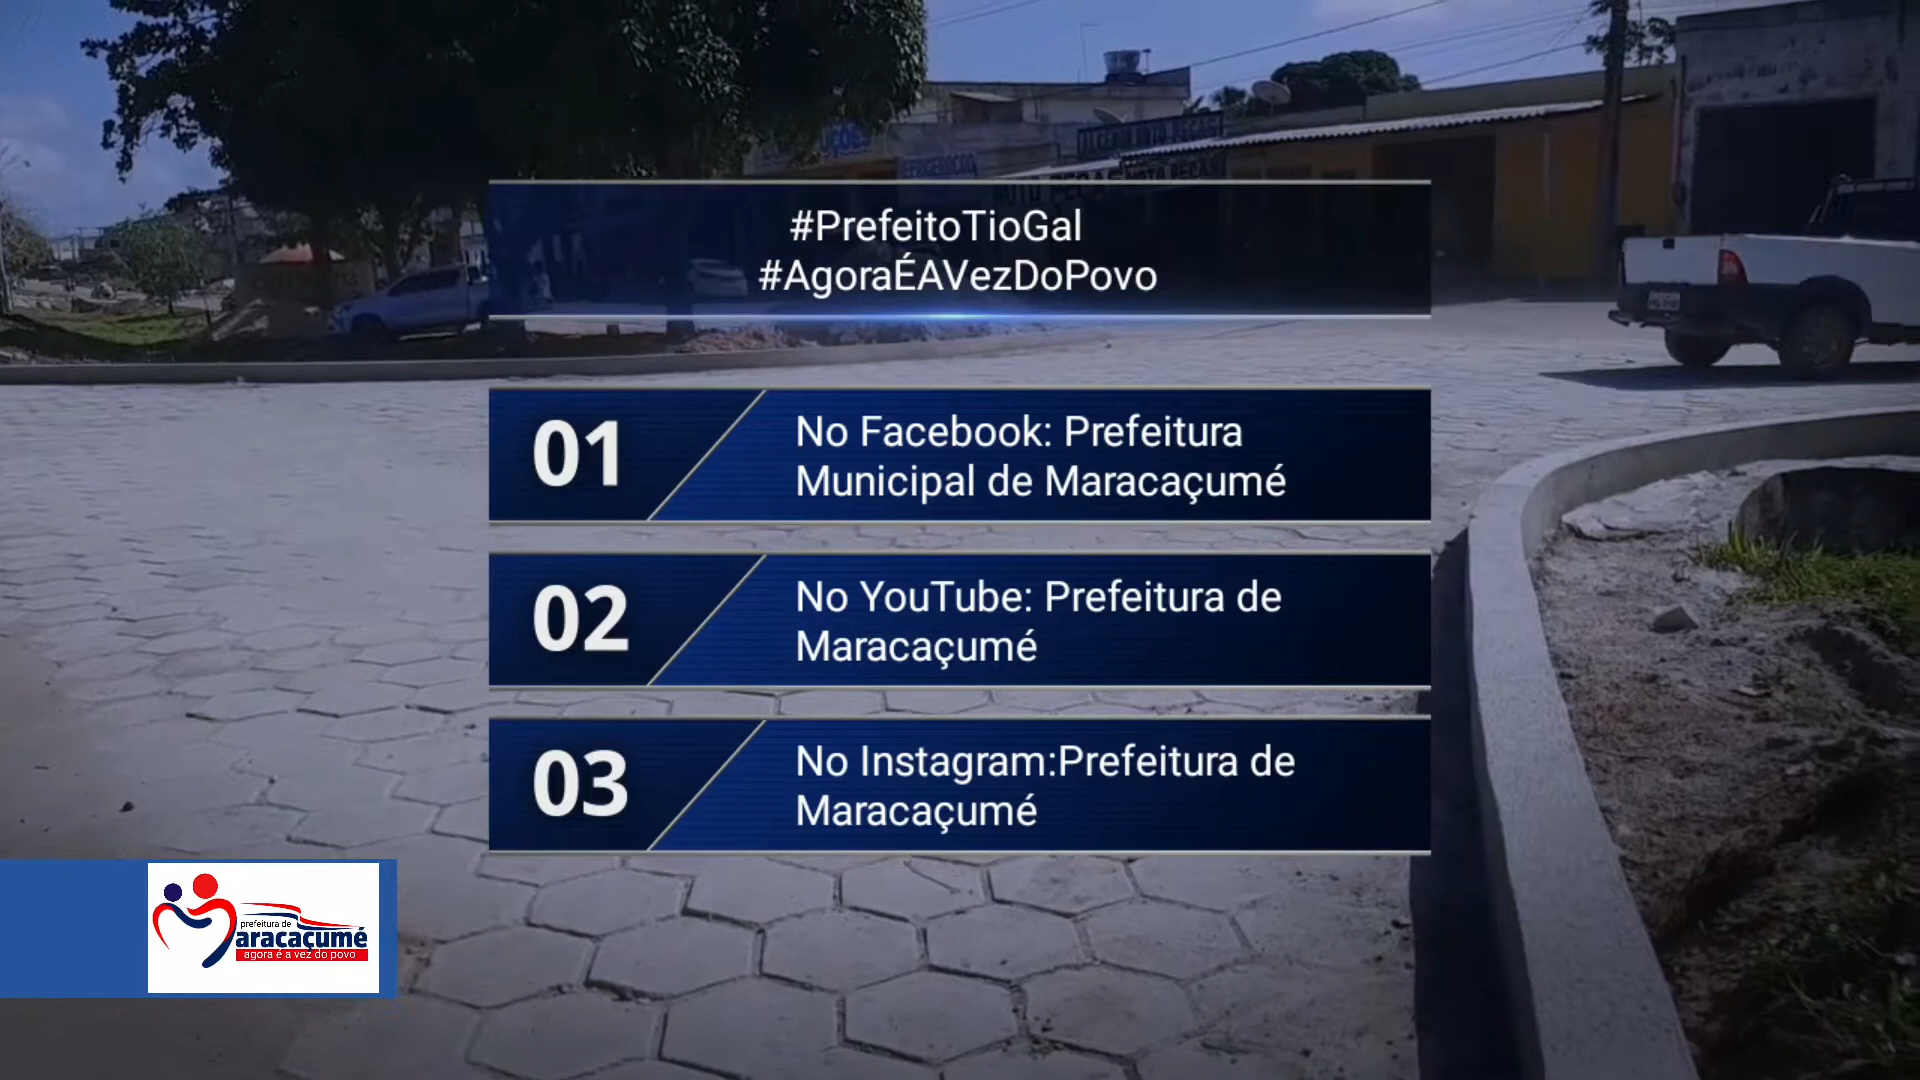 #PrefeitoTioGal
#AgoraÉAVezDoPovo
01
No Facebook: Prefeitura
Municipal de Maracaçumé
02
No YouTube: Prefeitura de
Maracaçumé
03
No Instagram:Prefeitura de
Maracaçumé
prefeitura de
aracaçumé
agora é a vez do povo